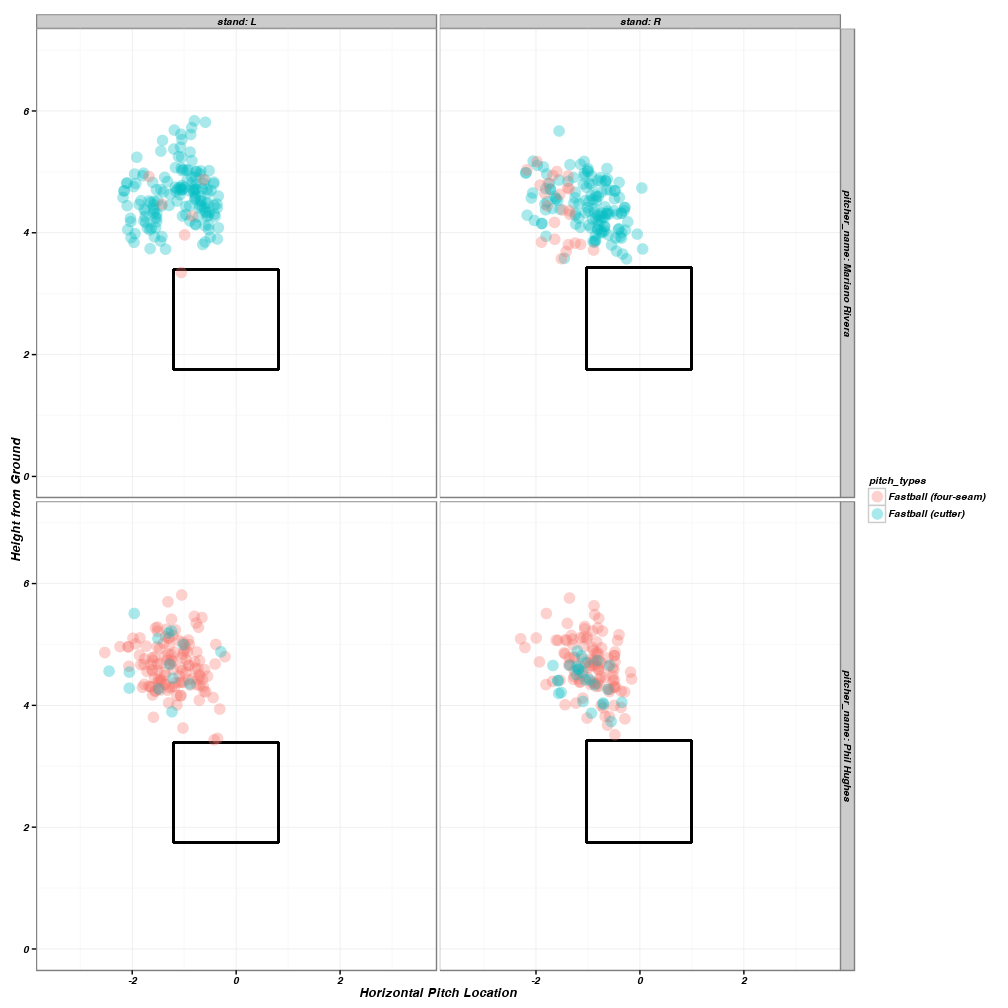 stand: L
stand: R
6
4
2
0
pitcher_name: Mariano Rivera
Height from Ground
pitch_types
Fastball (four-seam)
Fastball (cutter)
6
4
2
0
pitcher_name: Phil Hughes
-2
0
2
-2
0
2
Horizontal Pitch Location